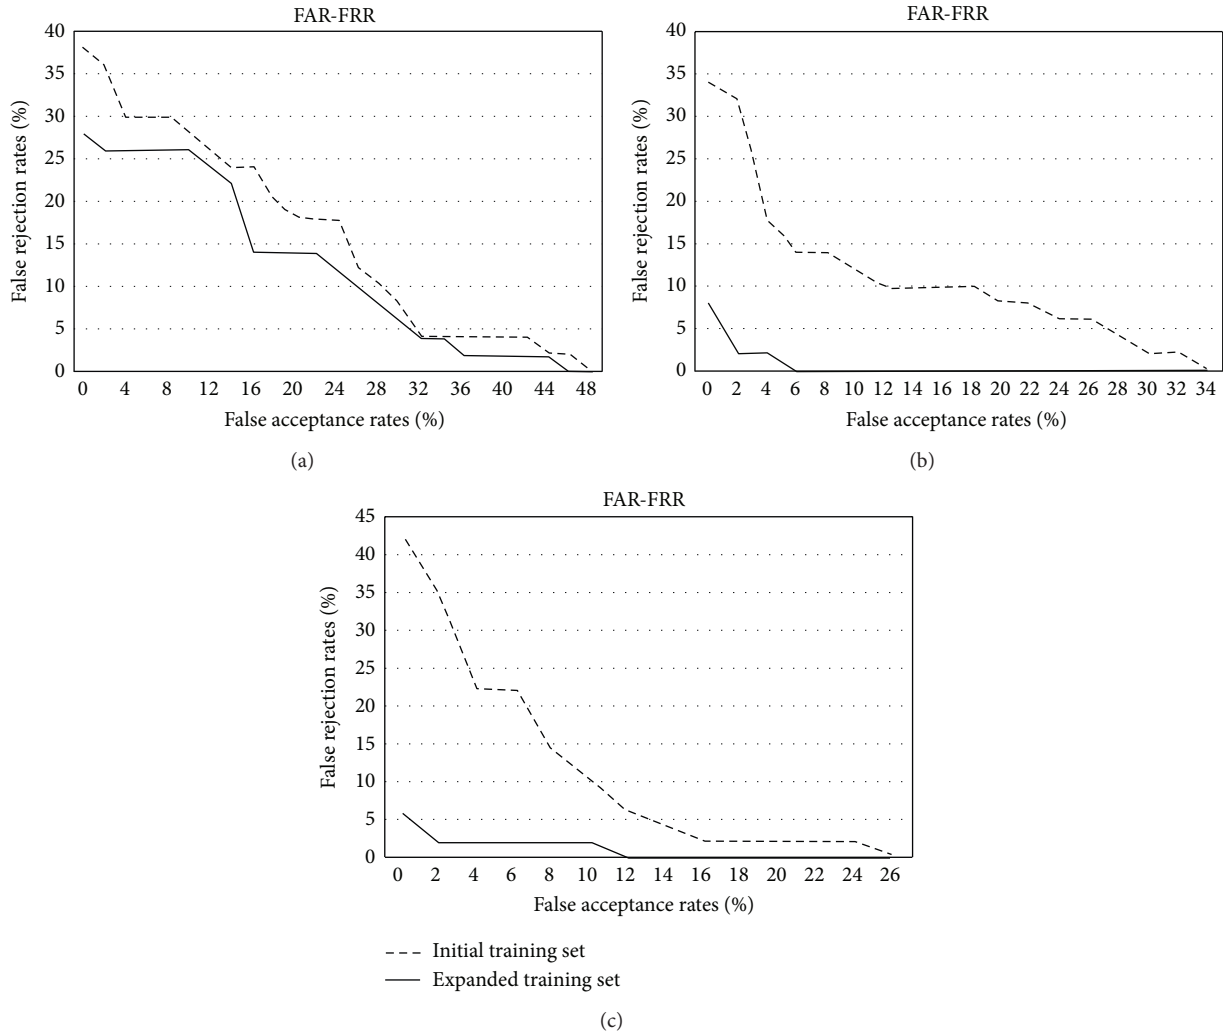 FAR-FRR
40
35
30
25
20
15
10
5
0
False rejection rates (%)
0 4 8 12 16 20 24 28 32 36 40 44 48
False acceptance rates (%)
(a)
FAR-FRR
40
35
30
25
20
15
10
5
0
False rejection rates (%)
0 2 4 6 8 10 12 14 16 18 20 22 24 26 28 30 32 34
False acceptance rates (%)
(b)
FAR-FRR
45
40
35
30
25
20
15
10
5
0
False rejection rates (%)
0 2 4 6 8 10 12 14 16 18 20 22 24 26
False acceptance rates (%)
Initial training set
Expanded training set
(c)